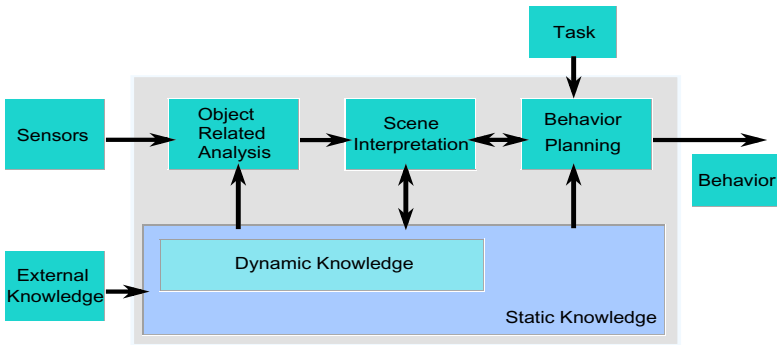 Task
Sensors
Object
Related
Analysis
Scene
Interpretation
Behavior
Planning
Behavior
External
Knowledge
Dynamic Knowledge
Static Knowledge